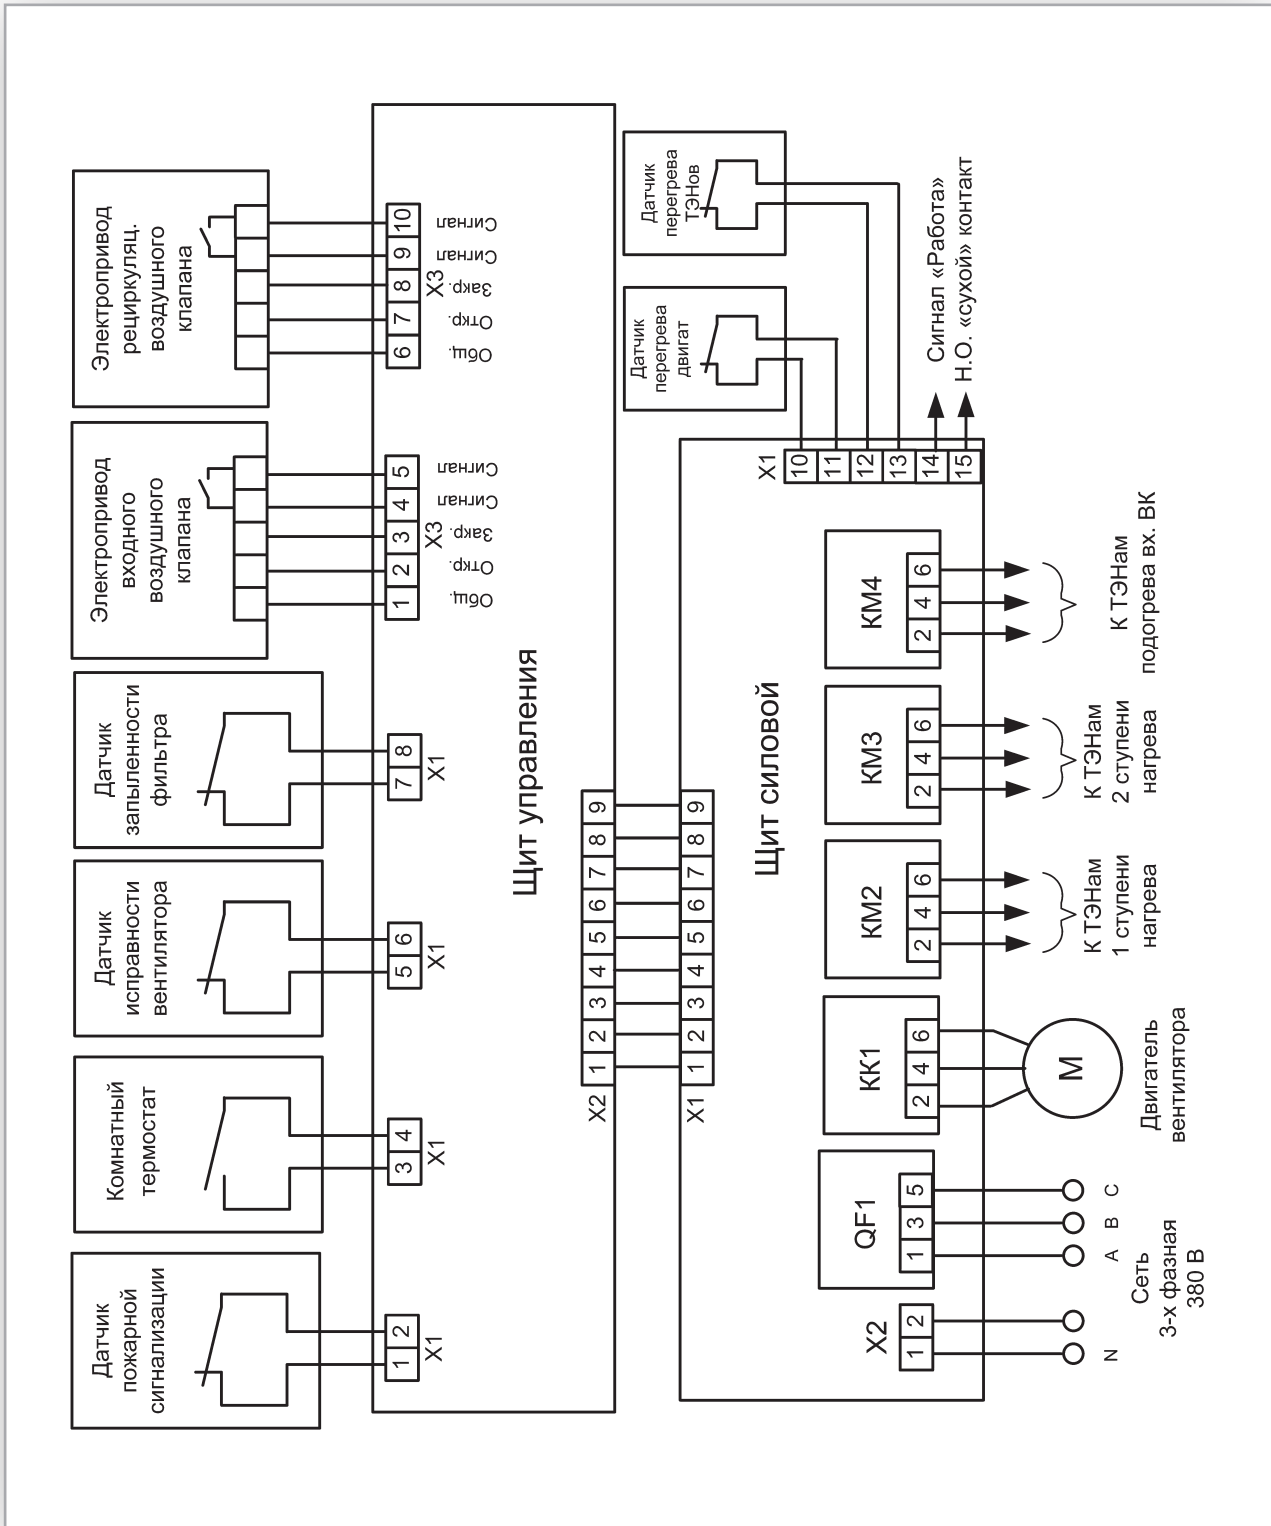 Датчик
пожарной
сигнализации
1
2
X1
Комнатный
термостат
3
4
X1
Датчик
исправности
вентилятора
5
6
X1
Датчик
запыленности
фильтра
7
8
X1
Электропривод
входного
воздушного
клапана
1
2
3
4
5
X3
Общ.
Откр.
Закр.
Сигнал
Сигнал
Электропривод
рециркуляц.
воздушного
клапана
6
7
8
9
10
X3
Общ.
Откр.
Закр.
Сигнал
Сигнал
Щит управления
X2
1
2
3
4
5
6
7
8
9
X1
1
2
3
4
5
6
7
8
9
Щит силовой
Датчик
перегрева
двигат
Датчик
перегрева
ТЭНов
X1
10
11
12
13
14
15
Сигнал «Работа»
Н.О. «сухой» контакт
X2
1
2
QF1
1
3
5
КК1
2
4
6
КМ2
2
4
6
КМ3
2
4
6
КМ4
2
4
6
N
A
B
C
Сеть
3-х фазная
380 В
М
Двигатель
вентилятора
К ТЭНам
1 ступени
нагрева
К ТЭНам
2 ступени
нагрева
К ТЭНам
подогрева вх. ВК